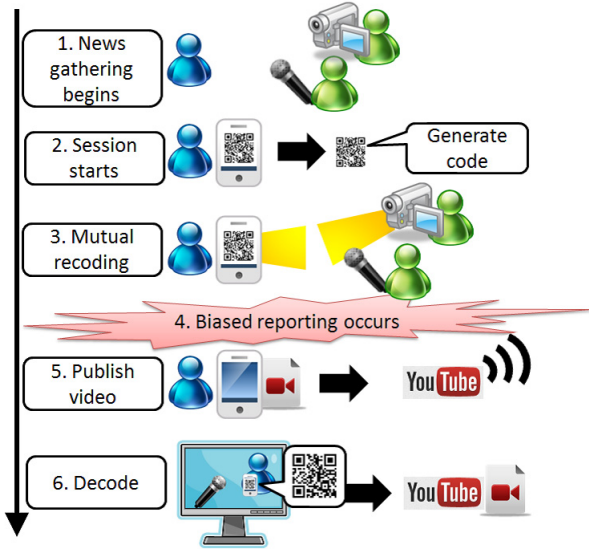 1. News
gathering
begins
2. Session
starts
Generate
code
3. Mutual
recoding
4. Biased reporting occurs
5. Publish
video
YouTube
6. Decode
YouTube